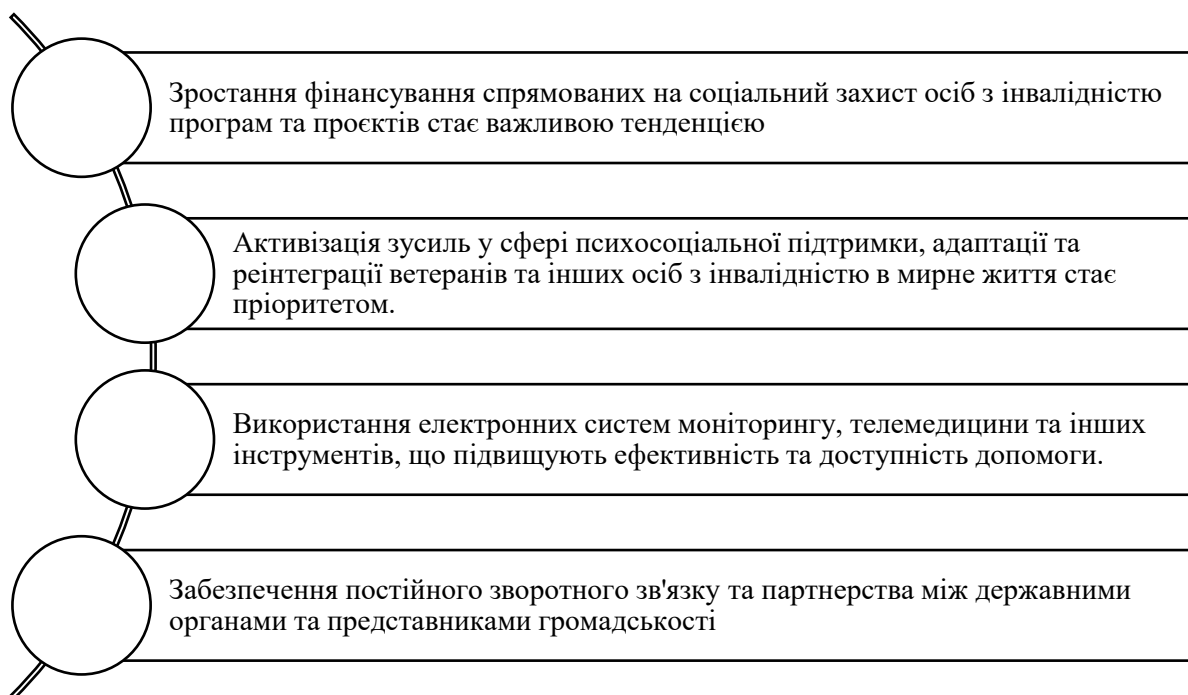 Зростання фінансування спрямованих на соціальний захист осіб з інвалідністю
програм та проєктів стає важливою тенденцією
Активізація зусиль у сфері психосоціальної підтримки, адаптації та
реінтеграції ветеранів та інших осіб з інвалідністю в мирне життя стає
пріоритетом.
Використання електронних систем моніторингу, телемедицини та інших
інструментів, що підвищують ефективність та доступність допомоги.
Забезпечення постійного зворотного зв'язку та партнерства між державними
органами та представниками громадськості